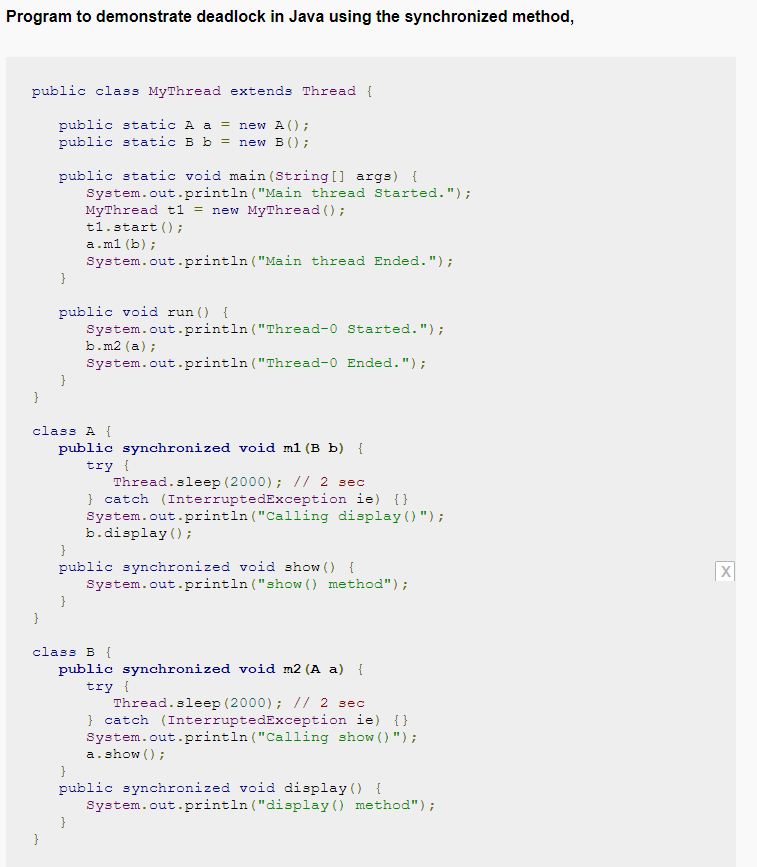 Program to demonstrate deadlock in Java using the synchronized method,
public class MyThread extends Thread {
public static A a = new A();
public static B b = new B();
public static void main(String[] args) {
System.out.println("Main thread Started.");
MyThread t1 = new MyThread();
t1.start();
a.m1(b);
System.out.println("Main thread Ended.");
}
public void run() {
System.out.println("Thread-0 Started.");
b.m2(a);
System.out.println("Thread-0 Ended.");
}
}
class A {
public synchronized void m1(B b) {
try {
Thread.sleep(2000); // 2 sec
} catch (InterruptedException ie) {}
System.out.println("Calling display()");
b.display();
}
public synchronized void show() {
System.out.println("show() method");
}
}
X
class B {
public synchronized void m2(A a) {
try {
Thread.sleep(2000); // 2 sec
} catch (InterruptedException ie) {}
System.out.println("Calling show()");
a.show();
}
public synchronized void display() {
System.out.println("display() method");
}
}